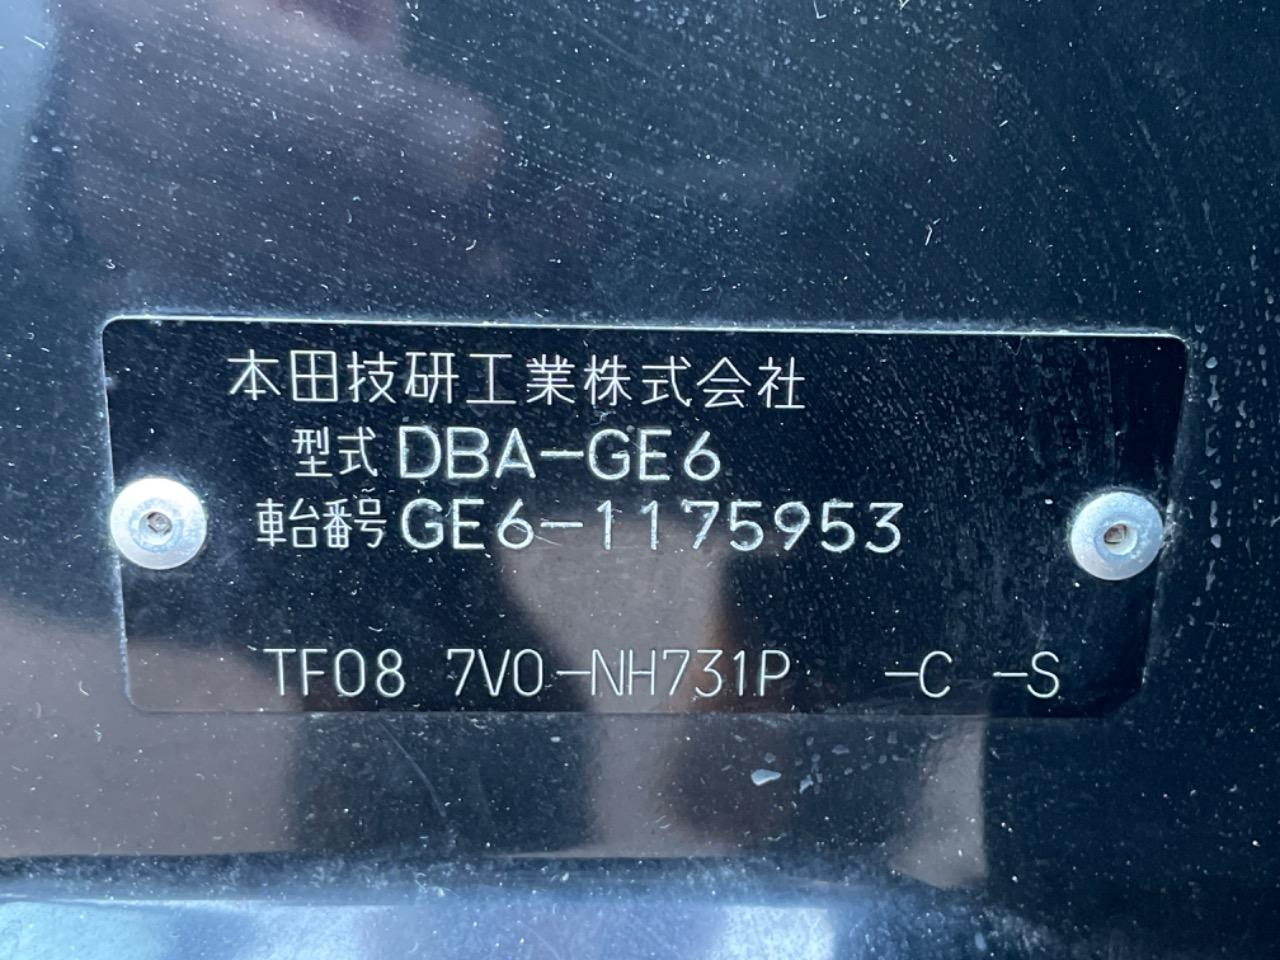 本田技研工業株式会社
型式 DBA-GE6
車台番号 GE6-1175953
TF08 7V0-NH731P -C -S